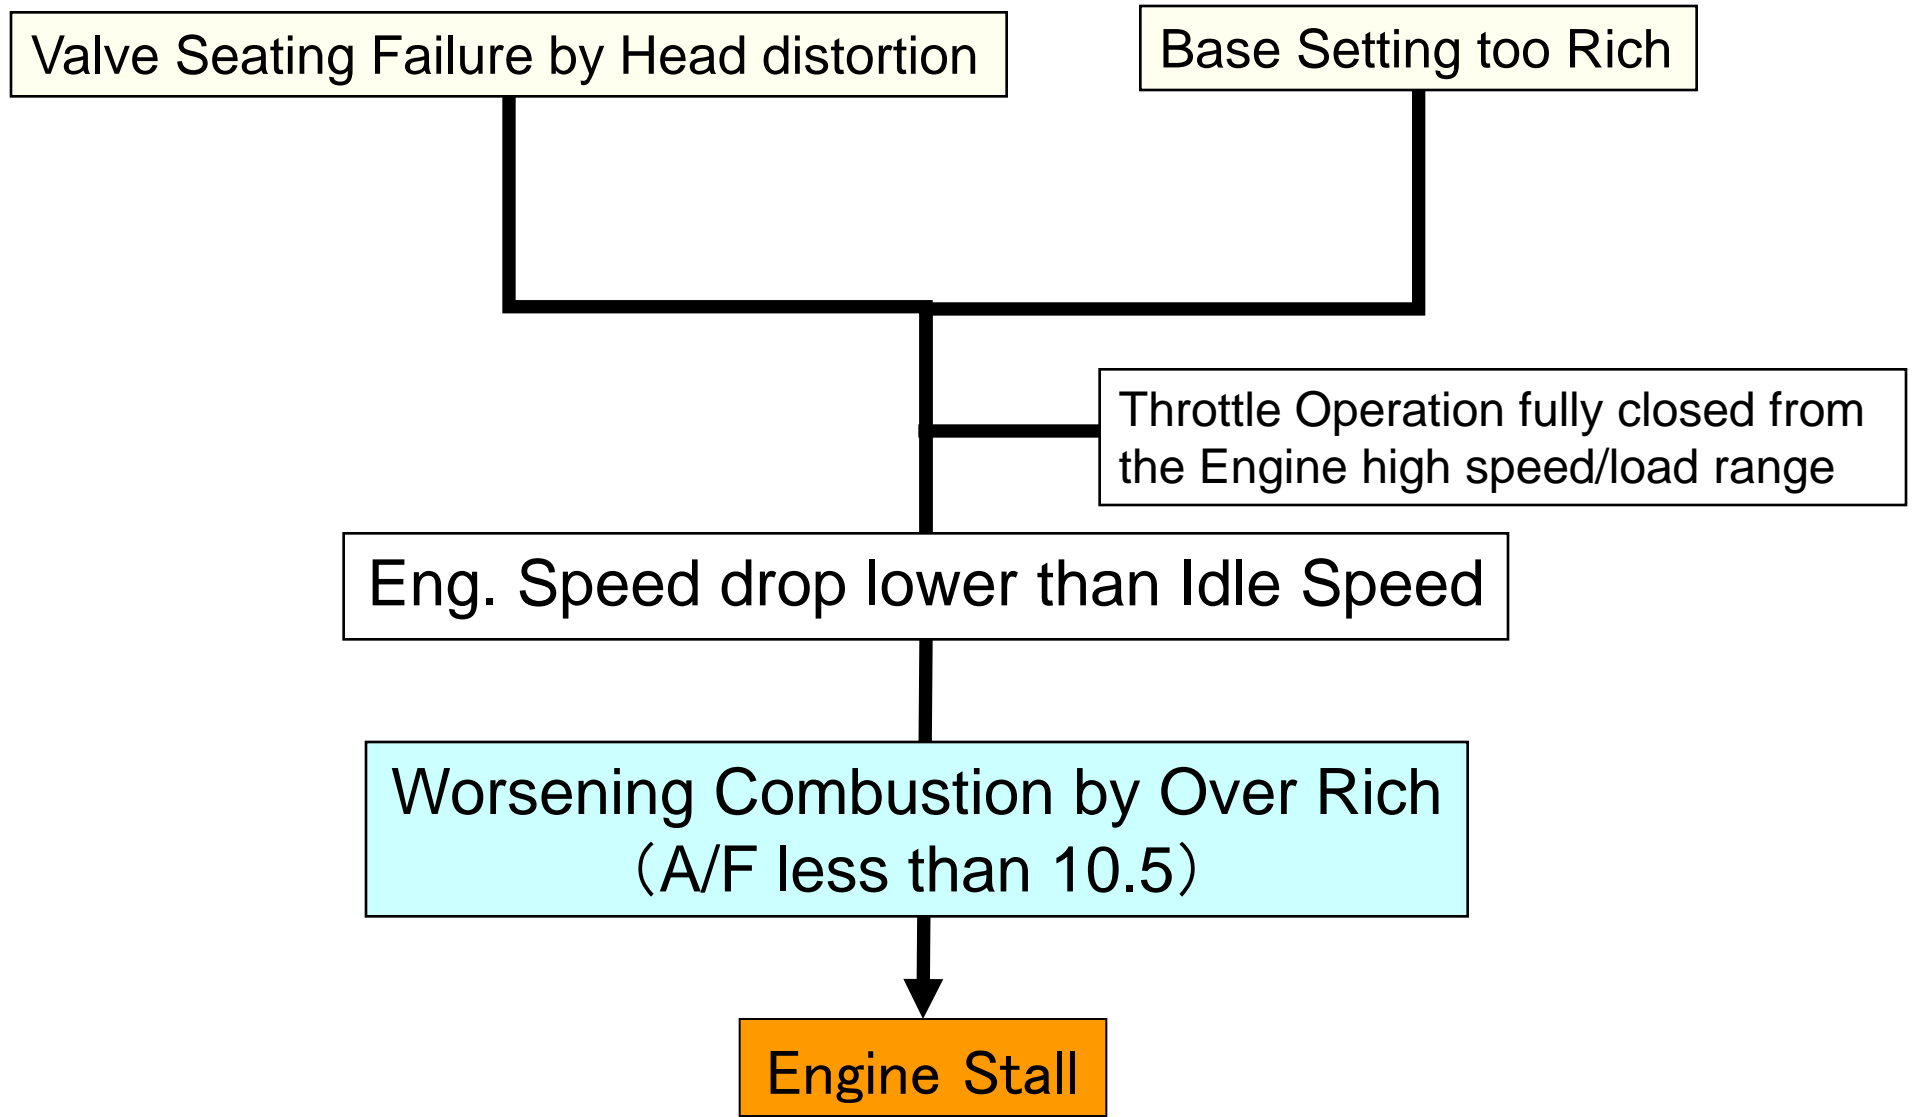 Valve Seating Failure by Head distortion
Base Setting too Rich
Throttle Operation fully closed from
the Engine high speed/load range
Eng. Speed drop lower than Idle Speed
Worsening Combustion by Over Rich
（A/F less than 10.5）
Engine Stall